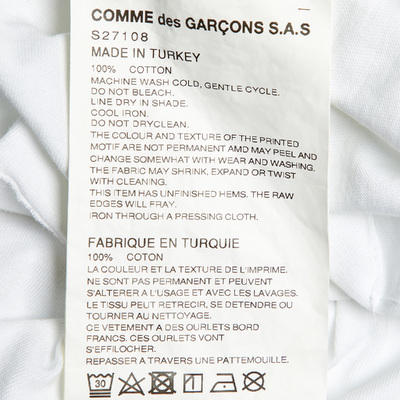 COMME des GARÇONS S.A.S
S27108
MADE IN TURKEY
100% COTTON
MACHINE WASH COLD, GENTLE CYCLE.
DO NOT BLEACH.
LINE DRY IN SHADE.
COOL IRON.
DO NOT DRYCLEAN.
THE COLOUR AND TEXTURE OF THE PRINTED
MOTIF ARE NOT PERMANENT AMD MAY PEEL AND
CHANGE SOMEWHAT WITH WEAR AND WASHING.
THE FABRIC MAY SHRINK, EXPAND OR TWIST
WITH CLEANING.
THIS ITEM HAS UNFINISHED HEMS. THE RAW
EDGES WILL FRAY.
IRON THROUGH A PRESSING CLOTH.
FABRIQUE EN TURQUIE
100% COTTON
LA COULEUR ET LA TEXTURE DE L'IMPRIME.
NE SONT PAS PERMANENT ET PEUVENT
S'ALTERER A L'USAGE ET AVEC LES LAVAGES.
LE TISSU PEUT RETRECIR, SE DETENDRE OU
TOURNER AU NETTOYAGE.
CE VETEMENT A DES OURLETS BORD
FRANCS. CES OURLETS VONT
S'EFFILOCHER.
REPASSER A TRAVERS UNE PATTEMOUILLE.
30